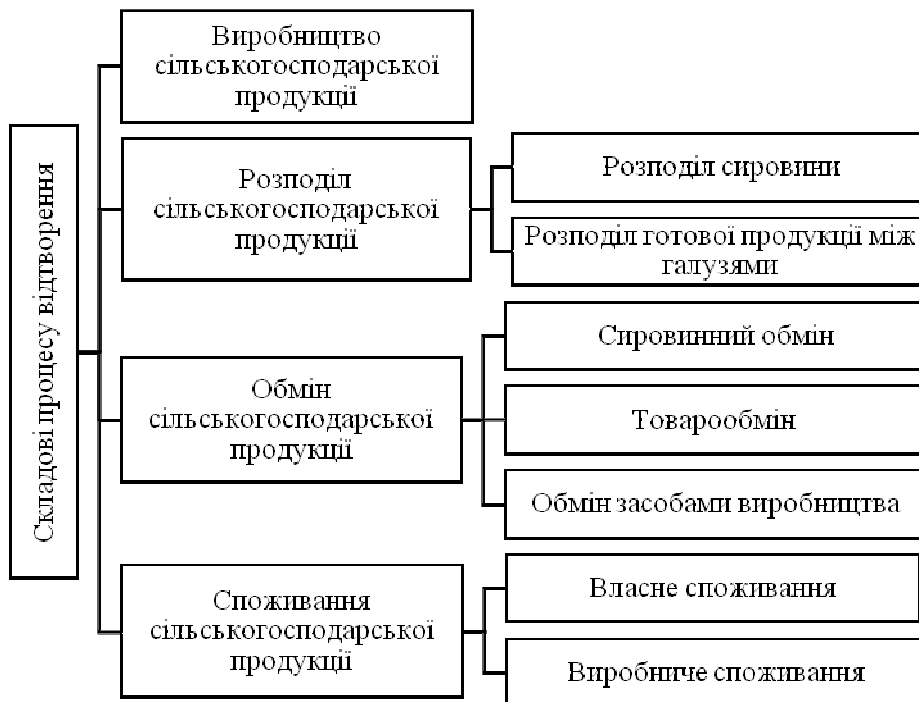 Складові процесу відтворення
Виробництво
сільськогосподарської
продукції
Розподіл
сільськогосподарської
продукції
Розподіл сировини
Розподіл готової продукції між
галузями
Обмін
сільськогосподарської
продукції
Сировинний обмін
Товарообмін
Обмін засобами виробництва
Споживання
сільськогосподарської
продукції
Власне споживання
Виробниче споживання